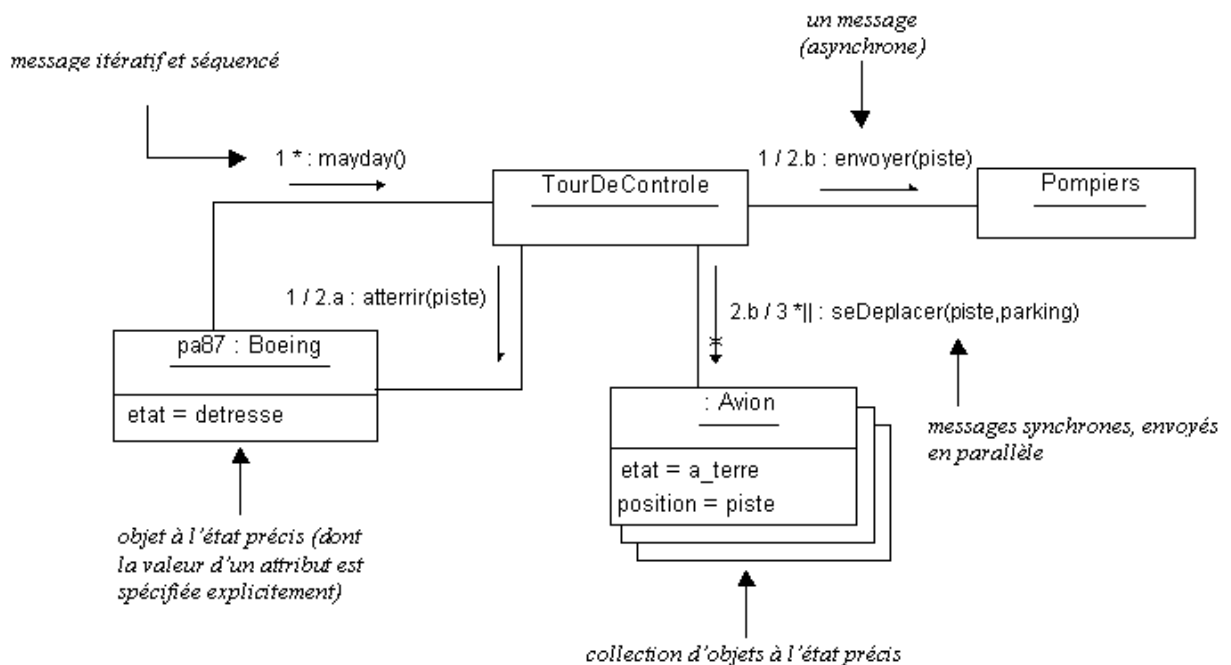 un message
(asynchrone)
message itératif et séquencé
1 * : mayday()
1 / 2.b : envoyer(piste)
TourDeControle
Pompiers
1 / 2.a : atterrir(piste)
2.b / 3 *|| : seDeplacer(piste,parking)
pa87 : Boeing
etat = detresse
: Avion
etat = a_terre
position = piste
messages synchrones, envoyés
en parallèle
objet à l'état précis (dont
la valeur d'un attribut est
spécifiée explicitement)
collection d'objets à l'état précis